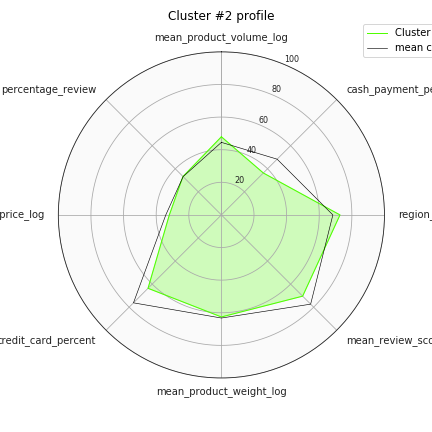 Cluster #2 profile
Cluster
mean c
mean_product_volume_log
100
percentage_review
80
cash_payment_pe
60
40
20
price_log
region_
credit_card_percent
mean_review_sco
mean_product_weight_log